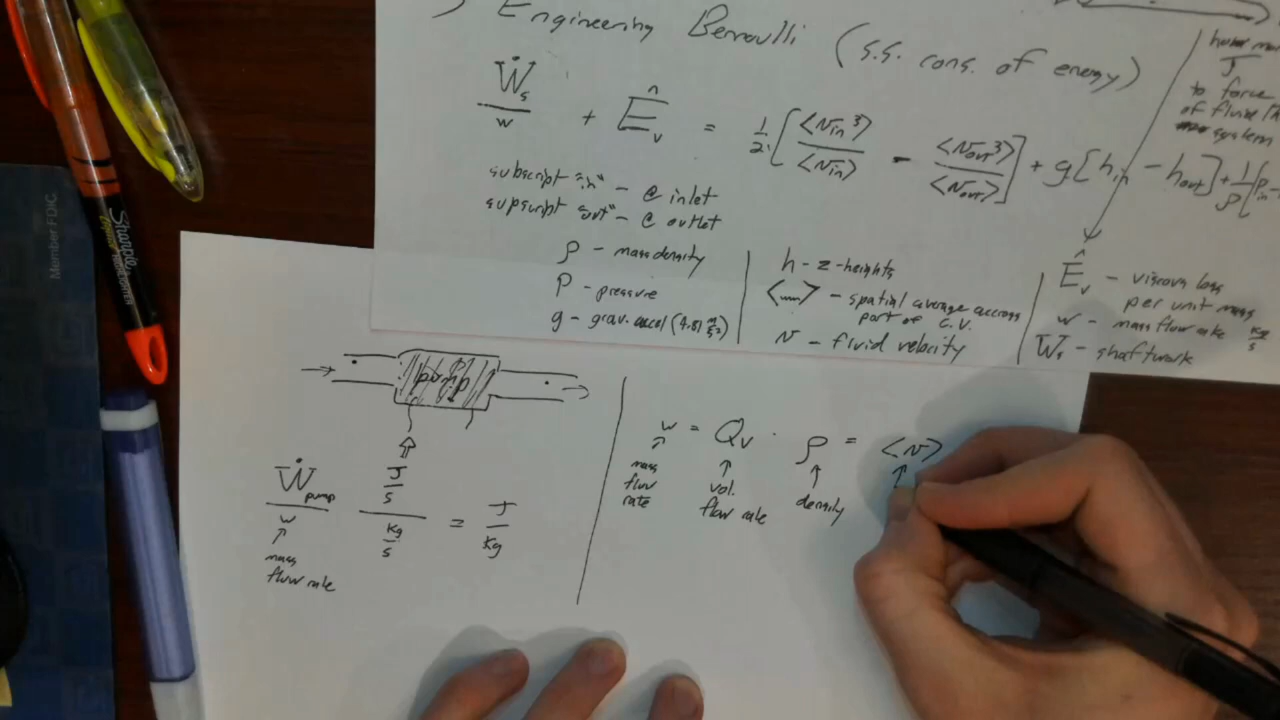 ) Engineering Bernoulli (s.s. cons. of energy)
Ẇs / w + Êv = 1/2 [ <Vin³> / <Vin> - <Vout³> / <Vout> ] + g[hin - hout] + 1/ρ [Pin -
J
to force
of fluid
system
subscript "in" - @ inlet
supscript "out" - @ outlet
ρ - mass density
P - pressure
g - grav. accel (9.81 m/s²)
h - z-heights
< > - spatial average accross
part of C.V.
v - fluid velocity
Êv - viscous loss
per unit mass
w - mass flow rate kg/s
Ẇs - shaftwork
pump
Ẇpump / w
J/s / kg/s = J/kg
mass
flow rate
w = Qv · ρ = <v>
mass
flow
rate
vol.
flow rate
density
Member FDIC
Sharpie